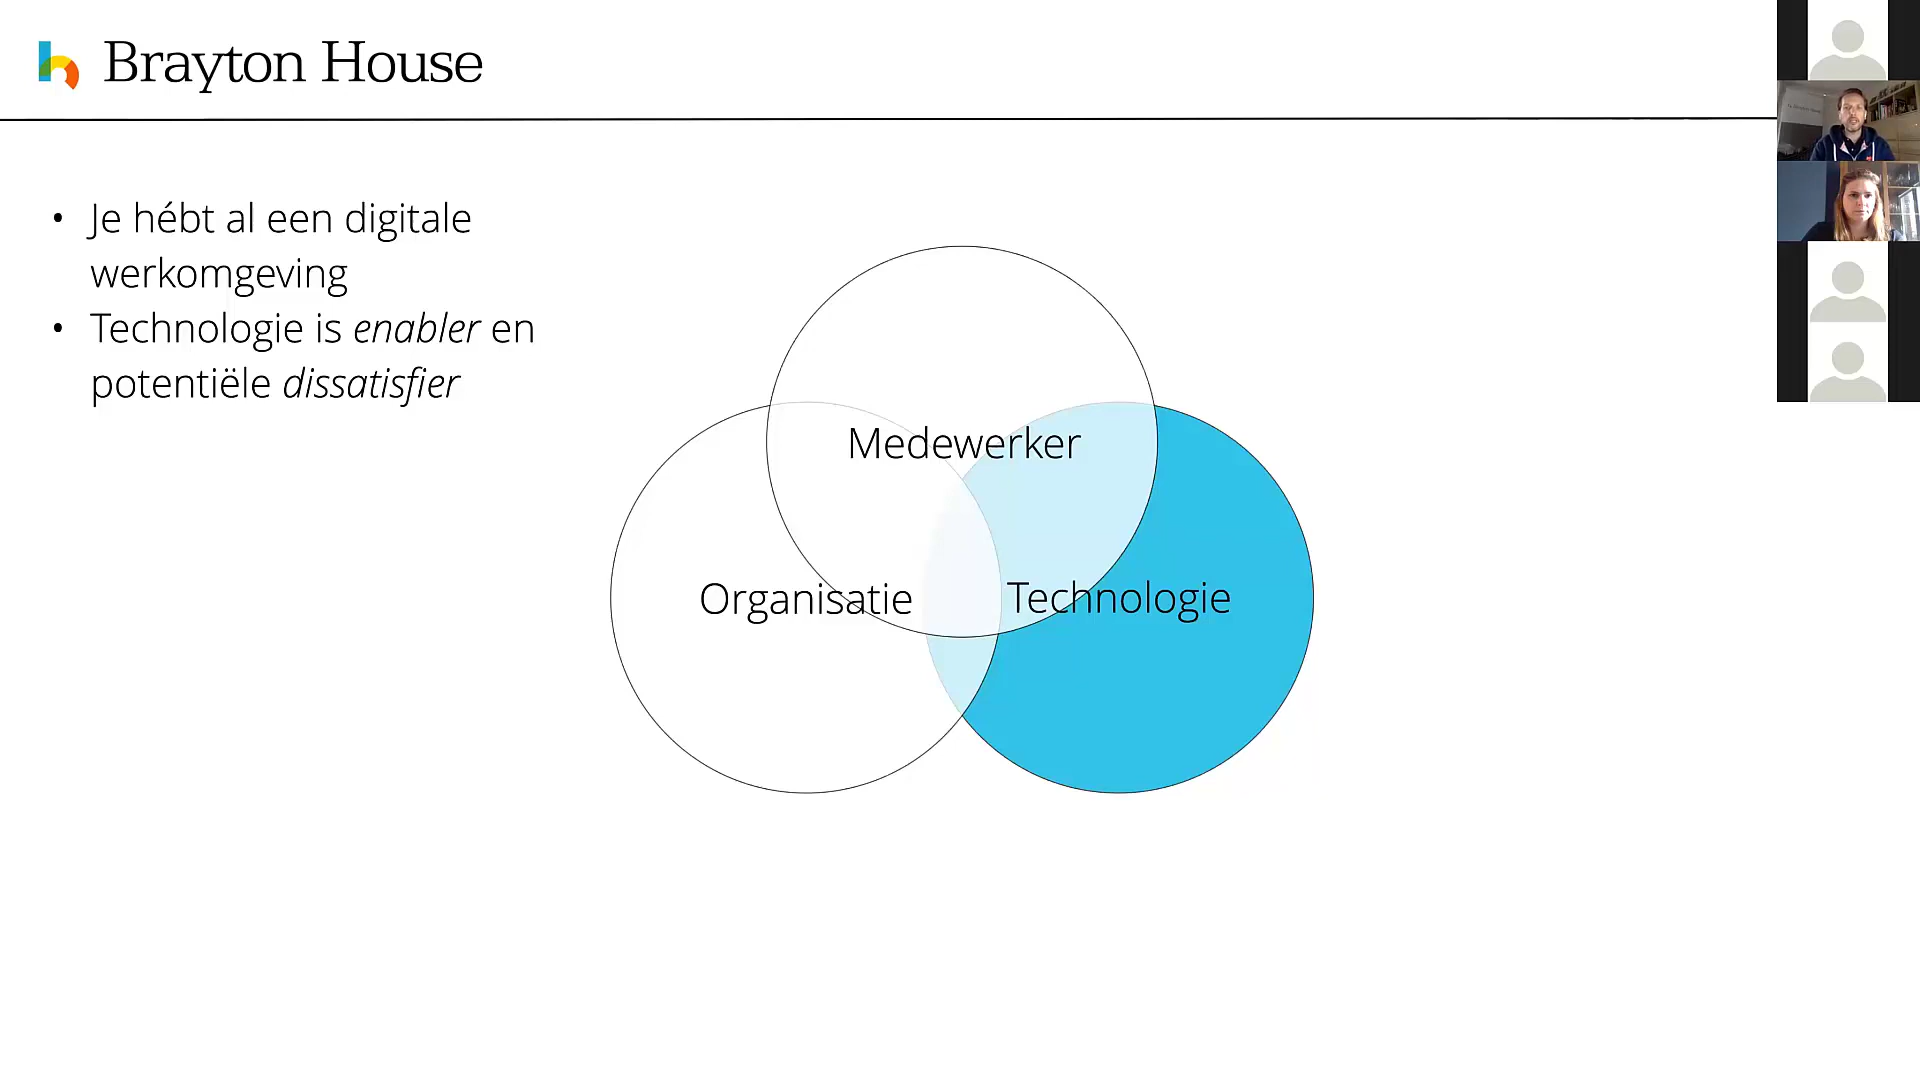 Brayton House
• Je hébt al een digitale
werkomgeving
• Technologie is enabler en
potentiële dissatisfier
Medewerker
Organisatie
Technologie